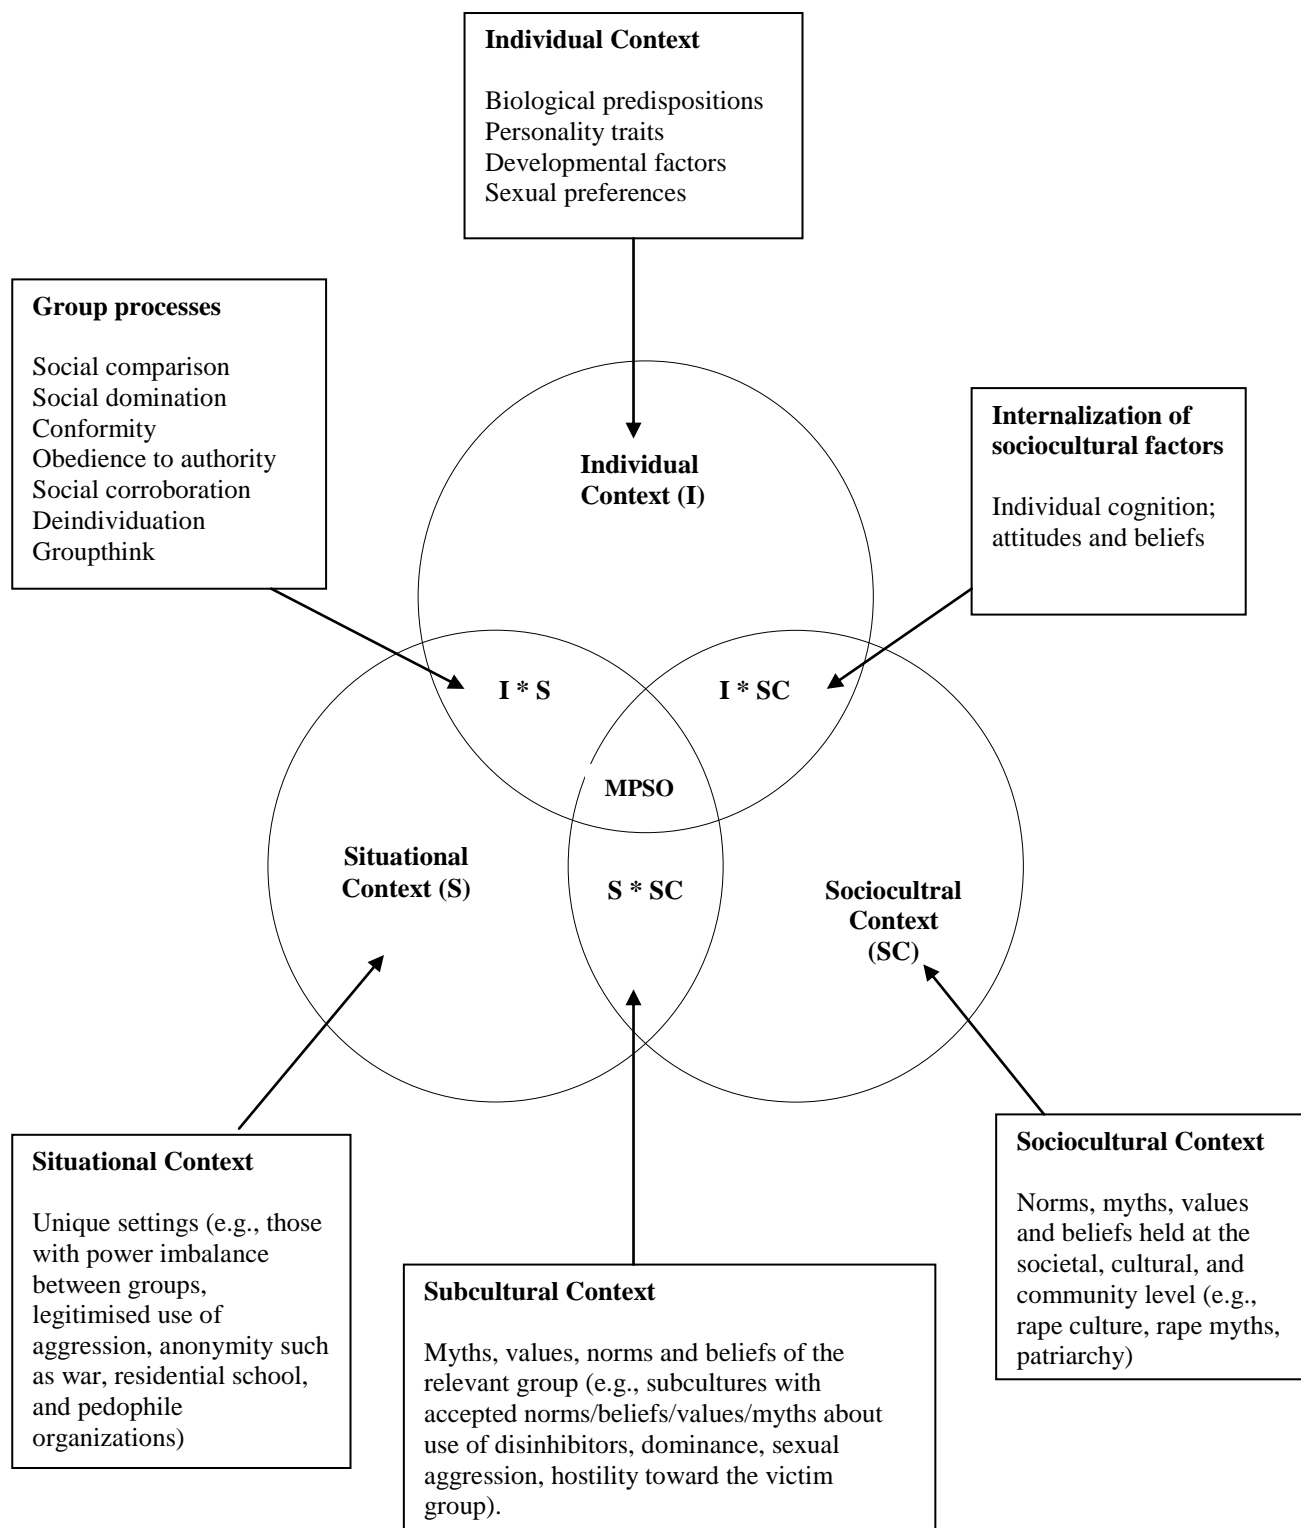 Individual Context
Biological predispositions
Personality traits
Developmental factors
Sexual preferences
Group processes
Social comparison
Social domination
Conformity
Obedience to authority
Social corroboration
Deindividuation
Groupthink
Internalization of
sociocultural factors
Individual cognition;
attitudes and beliefs
Individual
Context (I)
I * S
I * SC
MPSO
Situational
Context (S)
S * SC
Sociocultral
Context
(SC)
Situational Context
Unique settings (e.g., those
with power imbalance
between groups,
legitimised use of
aggression, anonymity such
as war, residential school,
and pedophile
organizations)
Subcultural Context
Myths, values, norms and beliefs of the
relevant group (e.g., subcultures with
accepted norms/beliefs/values/myths about
use of disinhibitors, dominance, sexual
aggression, hostility toward the victim
group).
Sociocultural Context
Norms, myths, values
and beliefs held at the
societal, cultural, and
community level (e.g.,
rape culture, rape myths,
patriarchy)